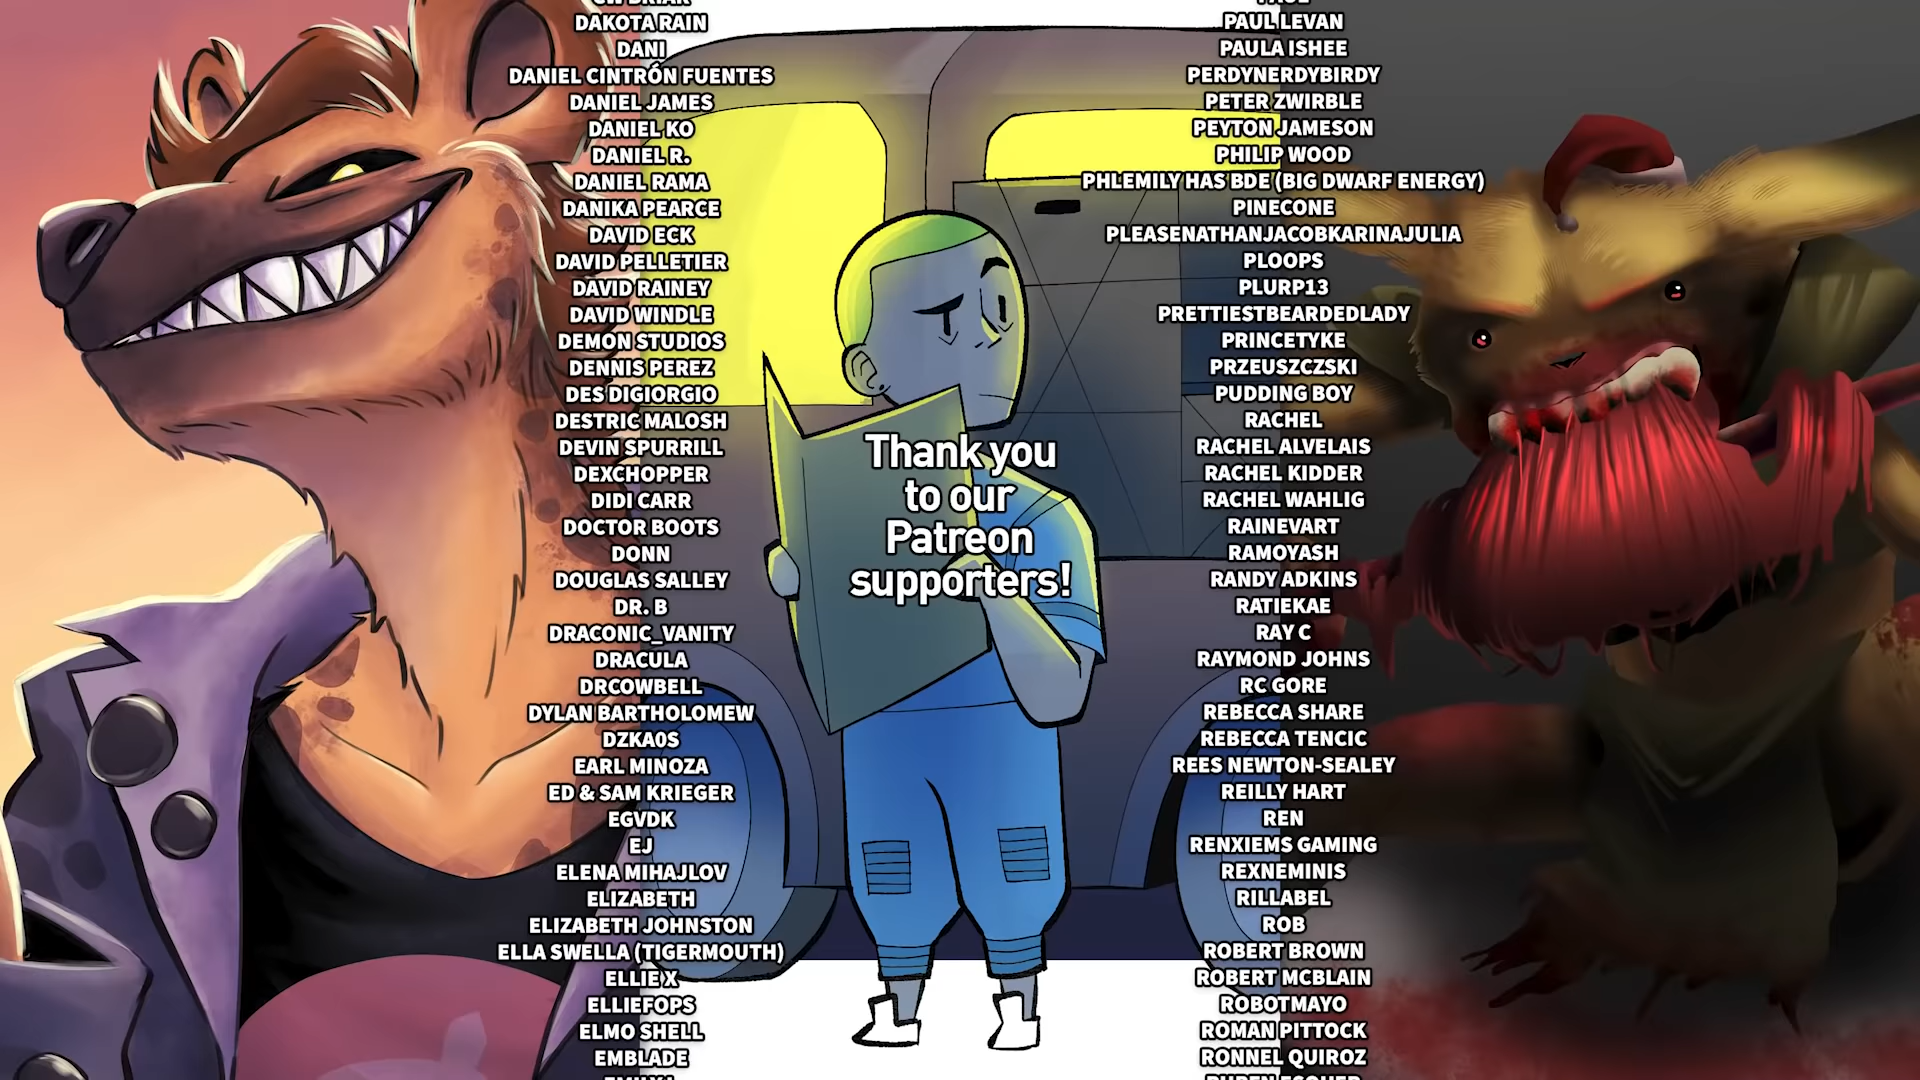 DAKOTA RAIN
DANI
DANIEL CINTRÓN FUENTES
DANIEL JAMES
DANIEL KO
DANIEL R.
DANIEL RAMA
DANIKA PEARCE
DAVID ECK
DAVID PELLETIER
DAVID RAINEY
DAVID WINDLE
DEMON STUDIOS
DENNIS PEREZ
DES DIGIORGIO
DESTRIC MALOSH
DEVIN SPURRILL
DEXCHOPPER
DIDI CARR
DOCTOR BOOTS
DONN
DOUGLAS SALLEY
DR. B
DRACONIC_VANITY
DRACULA
DRCOWBELL
DYLAN BARTHOLOMEW
DZKA0S
EARL MINOZA
ED & SAM KRIEGER
EGVDK
EJ
ELENA MIHAJLOV
ELIZABETH
ELIZABETH JOHNSTON
ELLA SWELLA (TIGERMOUTH)
ELLIE X
ELLIEFOPS
ELMO SHELL
EMBLADE
Thank you
to our
Patreon
supporters!
PAUL LEVAN
PAULA ISHEE
PERDYNERDYBIRDY
PETER ZWIRBLE
PEYTON JAMESON
PHILIP WOOD
PHLEMILY HAS BDE (BIG DWARF ENERGY)
PINECONE
PLEASENATHANJACOBKARINAJULIA
PLOOPS
PLURP13
PRETTIESTBEARDEDLADY
PRINCETYKE
PRZEUSZCZSKI
PUDDING BOY
RACHEL
RACHEL ALVELAIS
RACHEL KIDDER
RACHEL WAHLIG
RAINEVART
RAMOYASH
RANDY ADKINS
RATIEKAE
RAY C
RAYMOND JOHNS
RC GORE
REBECCA SHARE
REBECCA TENCIC
REES NEWTON-SEALEY
REILLY HART
REN
RENXIEMS GAMING
REXNEMINIS
RILLABEL
ROB
ROBERT BROWN
ROBERT MCBLAIN
ROBOTMAYO
ROMAN PITTOCK
RONNEL QUIROZ